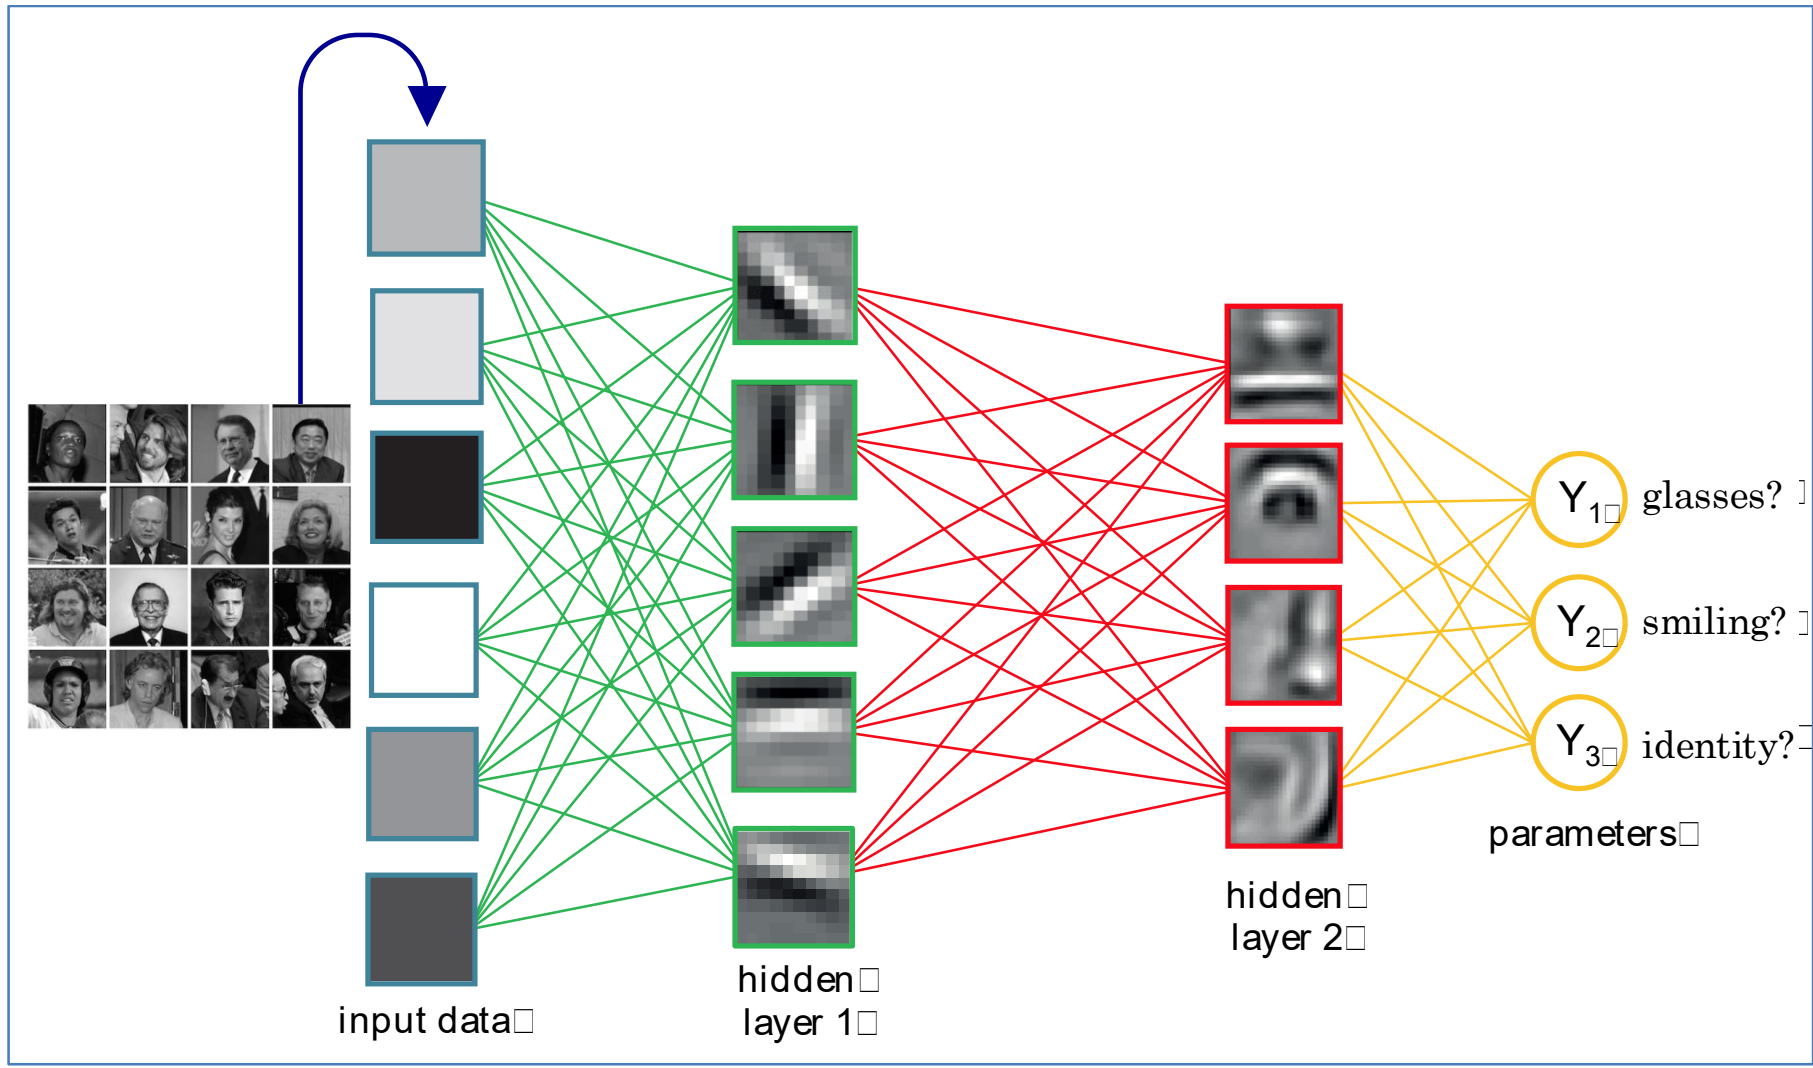 Y1 glasses?
Y2 smiling?
Y3 identity?
parameters
hidden
layer 2
hidden
layer 1
input data